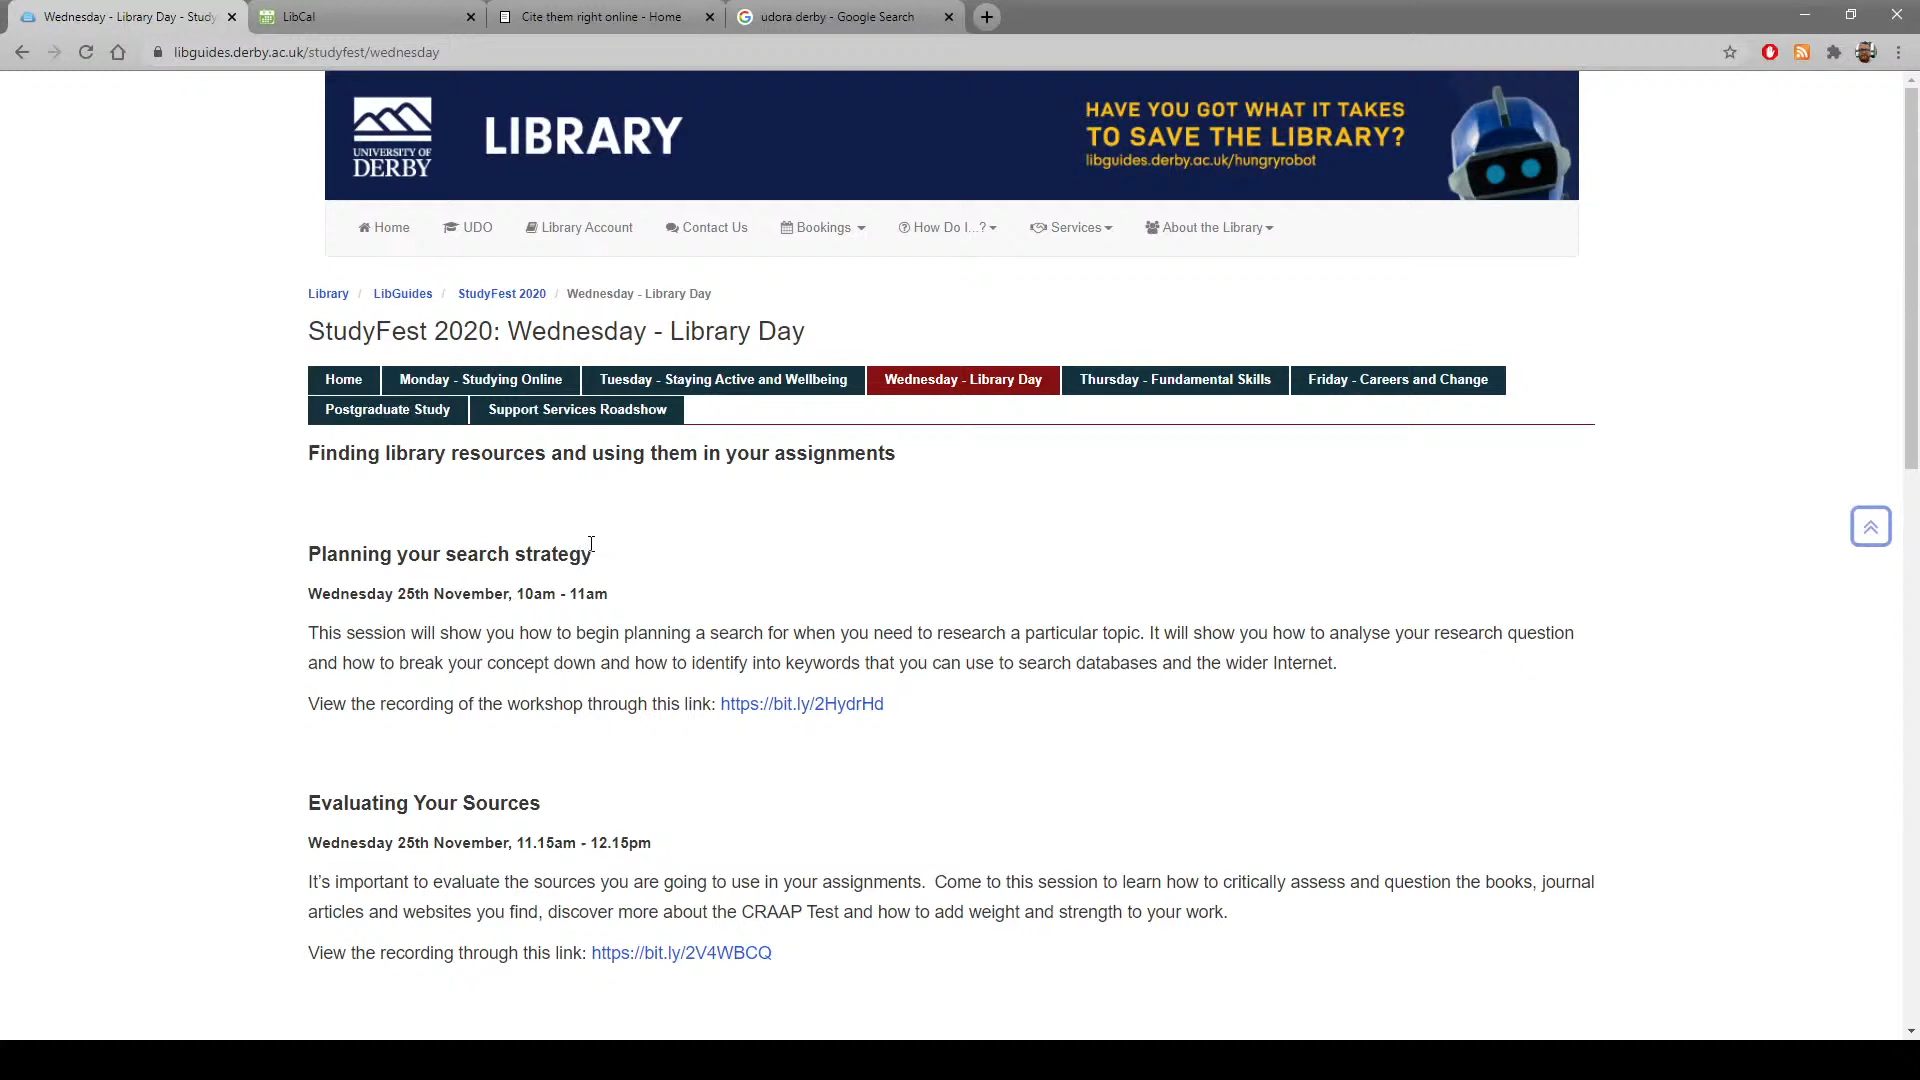 Wednesday - Library Day - Study
LibCal
Cite them right online - Home
udora derby - Google Search
libguides.derby.ac.uk/studyfest/wednesday
UNIVERSITY OF
DERBY
LIBRARY
HAVE YOU GOT WHAT IT TAKES
TO SAVE THE LIBRARY?
libguides.derby.ac.uk/hungryrobot
Home UDO Library Account Contact Us Bookings How Do I...? Services About the Library
Library / LibGuides / StudyFest 2020 / Wednesday - Library Day
StudyFest 2020: Wednesday - Library Day
Home Monday - Studying Online Tuesday - Staying Active and Wellbeing Wednesday - Library Day Thursday - Fundamental Skills Friday - Careers and Change
Postgraduate Study Support Services Roadshow
Finding library resources and using them in your assignments
Planning your search strategy
Wednesday 25th November, 10am - 11am
This session will show you how to begin planning a search for when you need to research a particular topic. It will show you how to analyse your research question
and how to break your concept down and how to identify into keywords that you can use to search databases and the wider Internet.
View the recording of the workshop through this link: https://bit.ly/2HydrHd
Evaluating Your Sources
Wednesday 25th November, 11.15am - 12.15pm
It's important to evaluate the sources you are going to use in your assignments. Come to this session to learn how to critically assess and question the books, journal
articles and websites you find, discover more about the CRAAP Test and how to add weight and strength to your work.
View the recording through this link: https://bit.ly/2V4WBCQ